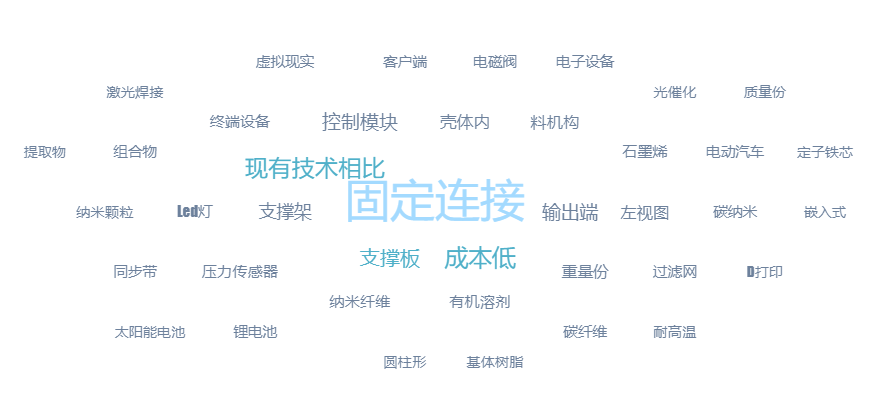 虚拟现实 客户端 电磁阀 电子设备
激光焊接 光催化 质量份
终端设备 控制模块 壳体内 料机构
提取物 组合物 石墨烯 电动汽车 定子铁芯
现有技术相比
固定连接
纳米颗粒 Led灯 支撑架 输出端 左视图 碳纳米 嵌入式
支撑板 成本低
同步带 压力传感器 重量份 过滤网 D打印
纳米纤维 有机溶剂
太阳能电池 锂电池 碳纤维 耐高温
圆柱形 基体树脂